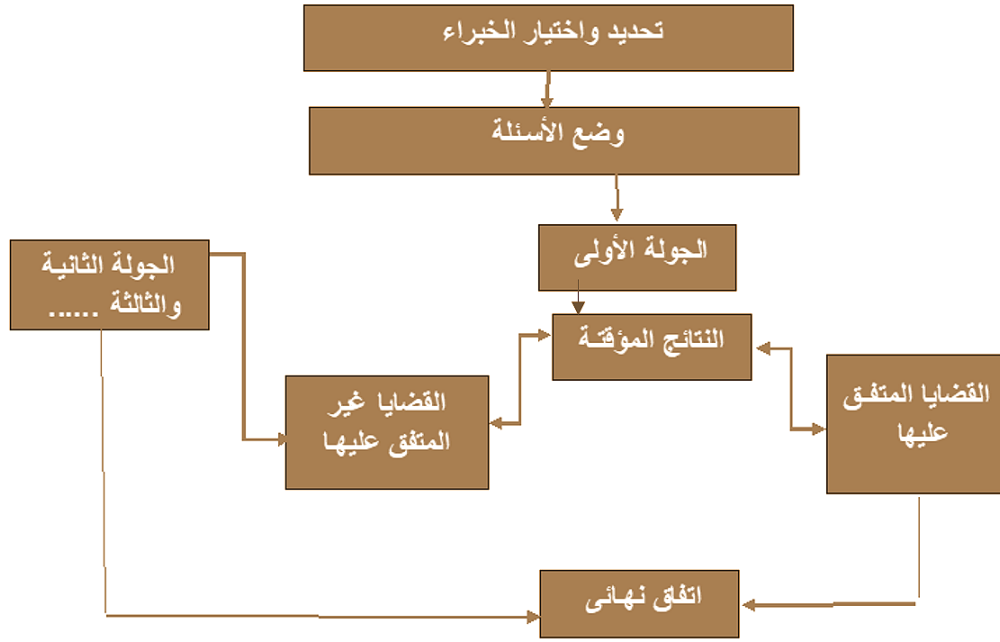 تحديد واختيار الخبراء
وضع الأسئلة
الجولة الأولى
النتائج المؤقتة
القضايا المتفق
عليها
القضايا غير
المتفق عليها
الجولة الثانية
والثالثة ......
اتفاق نهائى